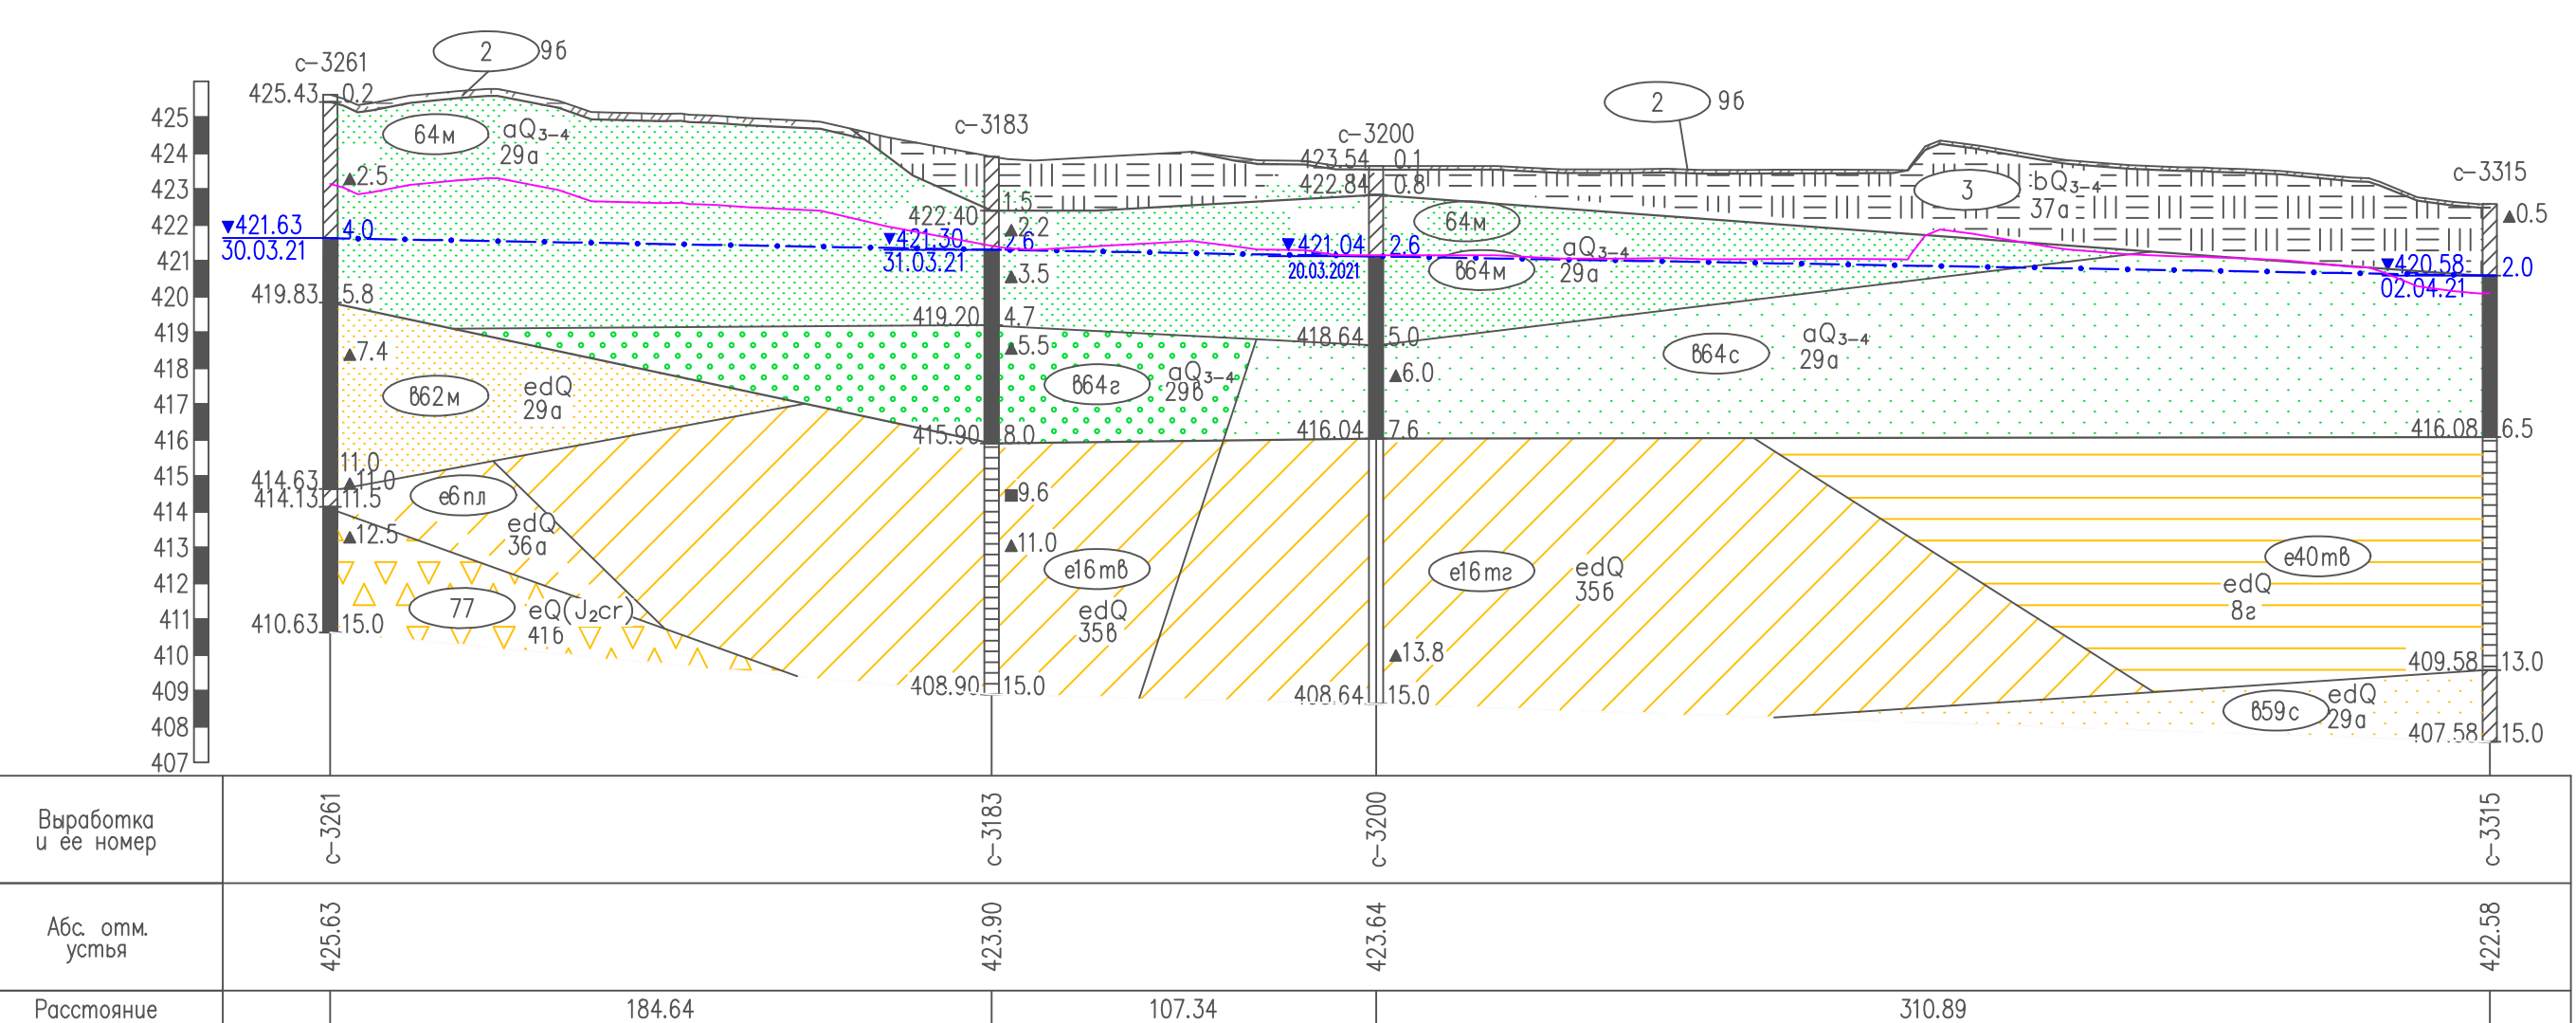 2 9б
с-3261
425.43 0.2
2 9б
с-3183
с-3200
с-3315
425
424
423
422
421
420
419
418
417
416
415
414
413
412
411
410
409
408
407
64м
aQ₃₋₄
29а
▲2.5
▼421.63
30.03.21
4.0
419.83 5.8
▲7.4
в62м
edQ
29а
11.0
414.63 ▲11.0
414.13 11.5
е6пл
edQ
36а
▲12.5
77
eQ(J₂cr)
41б
410.63 15.0
1.5
422.40
▲2.2
▼421.30 2.6
31.03.21
▲3.5
419.20 4.7
▲5.5
в64г
aQ₃₋₄
29в
415.90 8.0
■9.6
▲11.0
е16тв
edQ
35в
408.90 15.0
423.54 0.1
422.84 0.8
64м
▼421.04 2.6
20.03.2021
в64м
aQ₃₋₄
29а
418.64 5.0
▲6.0
416.04 7.6
е16тг
edQ
35б
▲13.8
408.64 15.0
3
bQ₃₋₄
37а
в64с
aQ₃₋₄
29а
▲0.5
▼420.58 2.0
02.04.21
416.08 6.5
е40тв
edQ
8г
409.58 13.0
в59с
edQ
29а
407.58 15.0
Выработка
и ее номер
с-3261
с-3183
с-3200
с-3315
Абс. отм.
устья
425.63
423.90
423.64
422.58
Расстояние 184.64 107.34 310.89